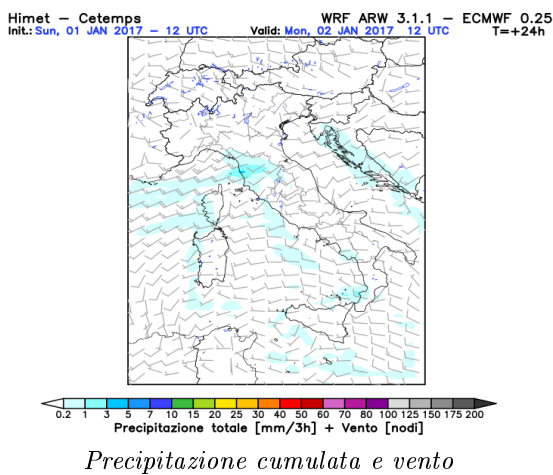 Himet – Cetemps WRF ARW 3.1.1 – ECMWF 0.25
Init.: Sun, 01 JAN 2017 – 12 UTC Valid: Mon, 02 JAN 2017 12 UTC T=+24h
0.2 1 3 5 7 10 15 20 25 30 40 50 60 70 80 100 125 150 175 200
Precipitazione totale [mm/3h] + Vento [nodi]
Precipitazione cumulata e vento